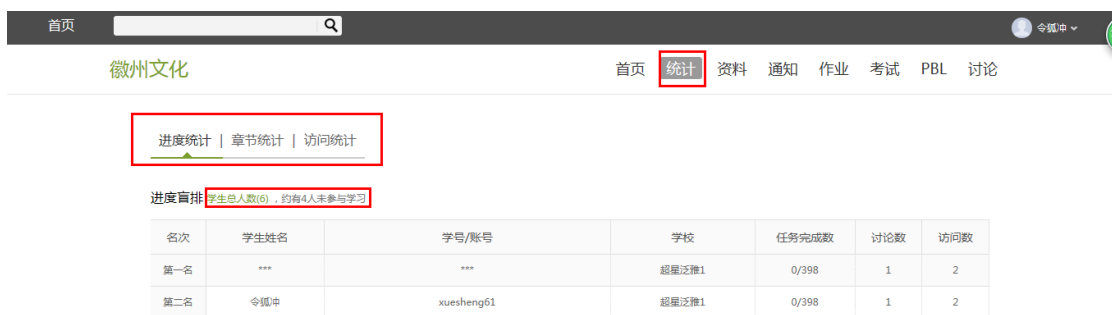 首页 令狐冲
徽州文化 首页 统计 资料 通知 作业 考试 PBL 讨论
进度统计 | 章节统计 | 访问统计
进度盲排 学生总人数(6) ，约有4人未参与学习
名次 学生姓名 学号/账号 学校 任务完成数 讨论数 访问数
第一名 *** *** 超星泛雅1 0/398 1 2
第二名 令狐冲 xuesheng61 超星泛雅1 0/398 1 2